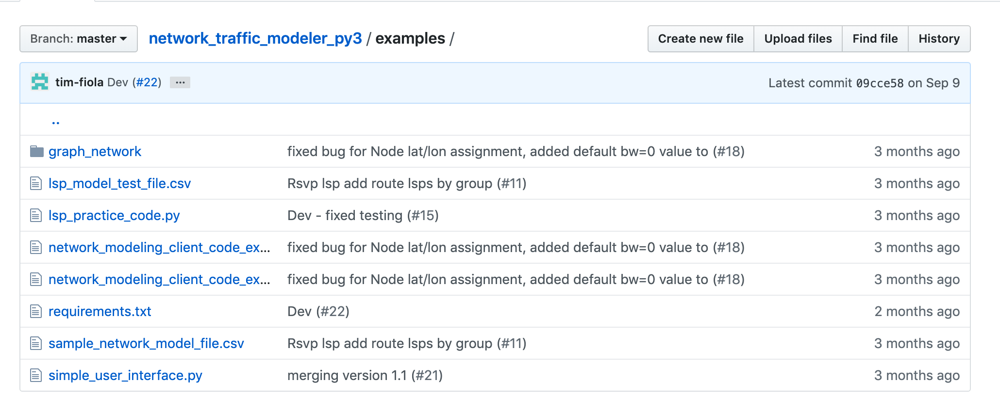 Branch: master network_traffic_modeler_py3 / examples / Create new file Upload files Find file History
tim-fiola Dev (#22) ... Latest commit 09cce58 on Sep 9
..
graph_network fixed bug for Node lat/lon assignment, added default bw=0 value to (#18) 3 months ago
lsp_model_test_file.csv Rsvp lsp add route lsps by group (#11) 3 months ago
lsp_practice_code.py Dev - fixed testing (#15) 3 months ago
network_modeling_client_code_ex... fixed bug for Node lat/lon assignment, added default bw=0 value to (#18) 3 months ago
network_modeling_client_code_ex... fixed bug for Node lat/lon assignment, added default bw=0 value to (#18) 3 months ago
requirements.txt Dev (#22) 2 months ago
sample_network_model_file.csv Rsvp lsp add route lsps by group (#11) 3 months ago
simple_user_interface.py merging version 1.1 (#21) 3 months ago